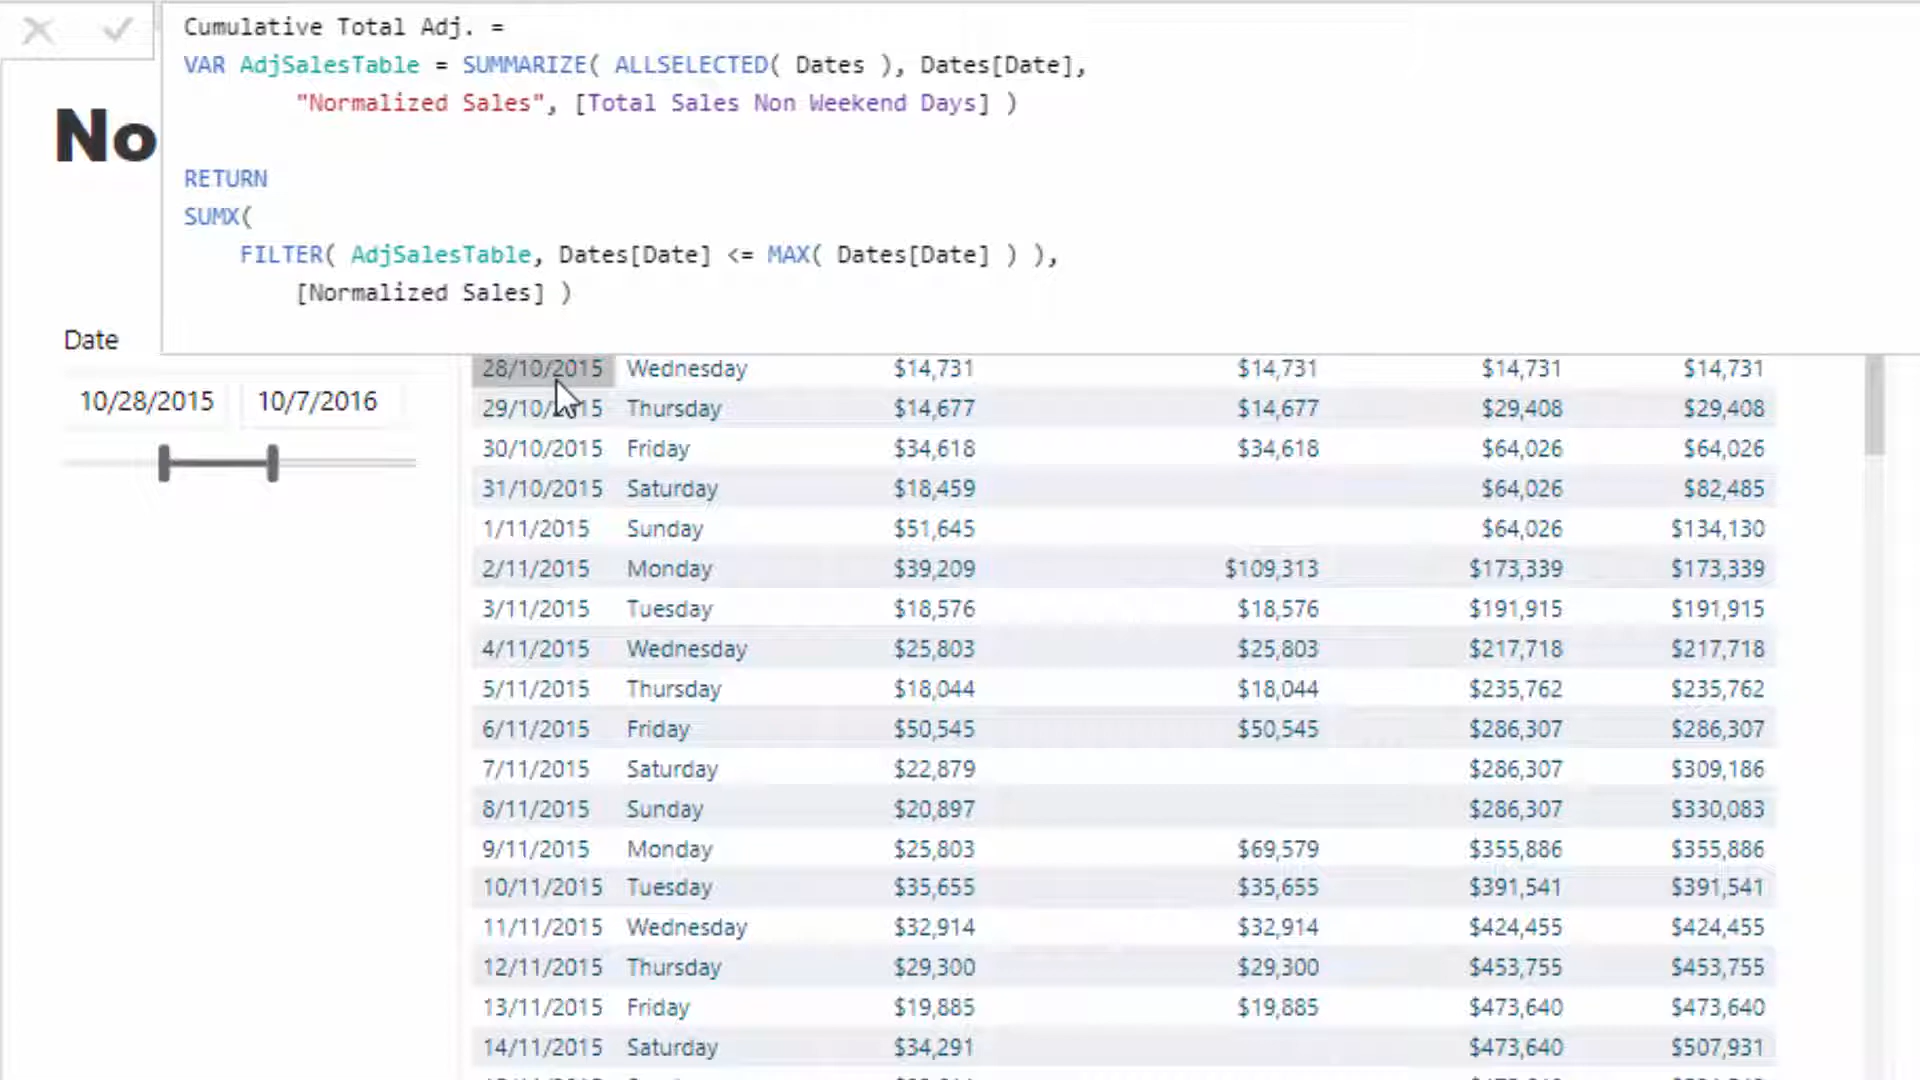 Cumulative Total Adj. =
VAR AdjSalesTable = SUMMARIZE( ALLSELECTED( Dates ), Dates[Date],
"Normalized Sales", [Total Sales Non Weekend Days] )
No
RETURN
SUMX(
FILTER( AdjSalesTable, Dates[Date] <= MAX( Dates[Date] ) ),
[Normalized Sales] )
Date
10/28/2015 10/7/2016
28/10/2015 Wednesday $14,731 $14,731 $14,731 $14,731
29/10/2015 Thursday $14,677 $14,677 $29,408 $29,408
30/10/2015 Friday $34,618 $34,618 $64,026 $64,026
31/10/2015 Saturday $18,459 $64,026 $82,485
1/11/2015 Sunday $51,645 $64,026 $134,130
2/11/2015 Monday $39,209 $109,313 $173,339 $173,339
3/11/2015 Tuesday $18,576 $18,576 $191,915 $191,915
4/11/2015 Wednesday $25,803 $25,803 $217,718 $217,718
5/11/2015 Thursday $18,044 $18,044 $235,762 $235,762
6/11/2015 Friday $50,545 $50,545 $286,307 $286,307
7/11/2015 Saturday $22,879 $286,307 $309,186
8/11/2015 Sunday $20,897 $286,307 $330,083
9/11/2015 Monday $25,803 $69,579 $355,886 $355,886
10/11/2015 Tuesday $35,655 $35,655 $391,541 $391,541
11/11/2015 Wednesday $32,914 $32,914 $424,455 $424,455
12/11/2015 Thursday $29,300 $29,300 $453,755 $453,755
13/11/2015 Friday $19,885 $19,885 $473,640 $473,640
14/11/2015 Saturday $34,291 $473,640 $507,931